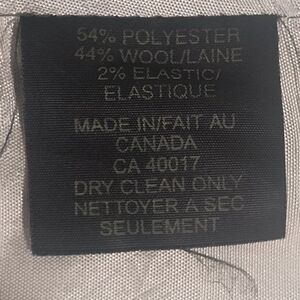 54% POLYESTER
44% WOOL/LAINE
2% ELASTIC/
ELASTIQUE
MADE IN/FAIT AU
CANADA
CA 40017
DRY CLEAN ONLY
NETTOYER A SEC
SEULEMENT